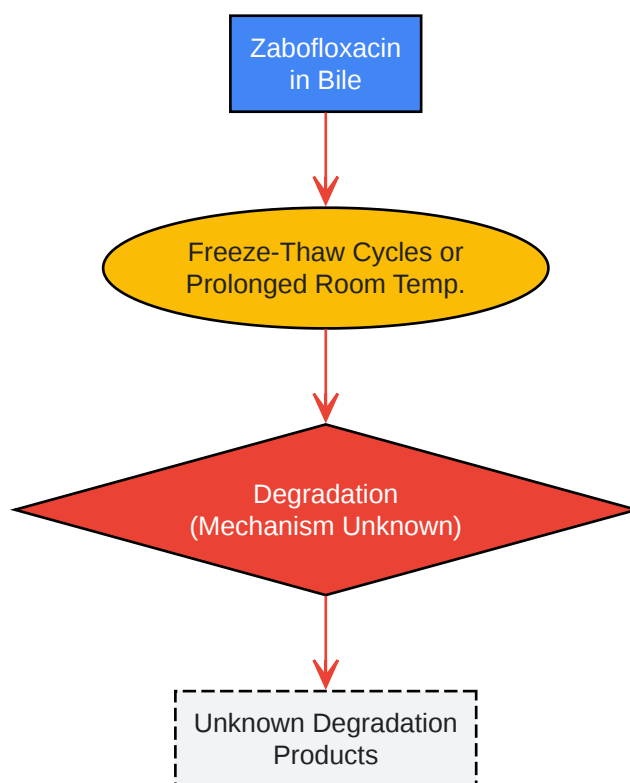 Zabofloxacin
in Bile
Freeze-Thaw Cycles or
Prolonged Room Temp.
Degradation
(Mechanism Unknown)
Unknown Degradation
Products